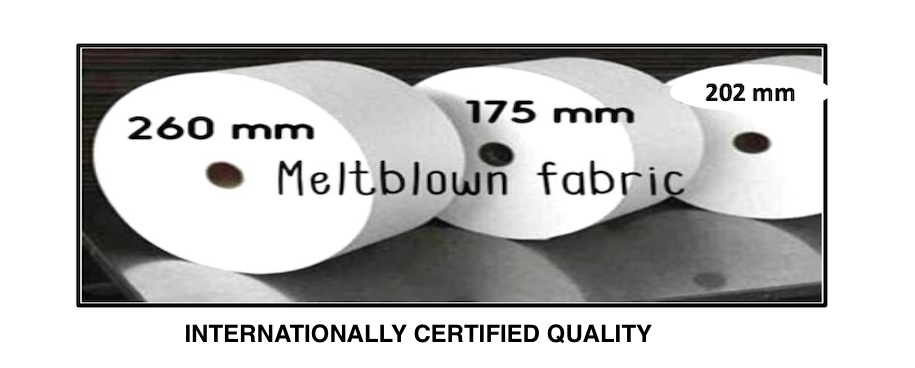 260 mm
175 mm
202 mm
Meltblown fabric
INTERNATIONALLY CERTIFIED QUALITY